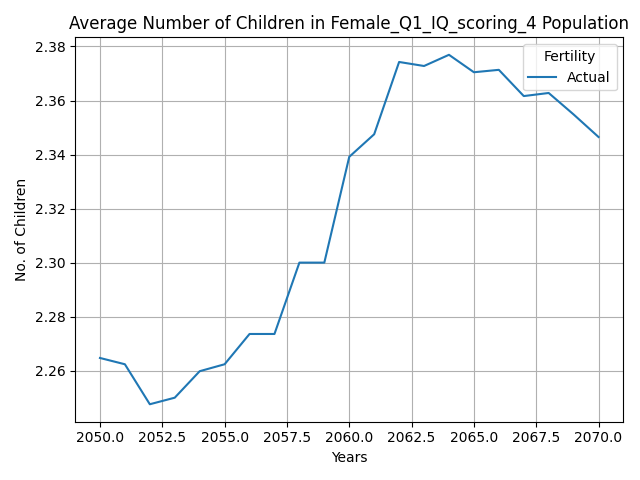 Average Number of Children in Female_Q1_IQ_scoring_4 Population
Fertility
Actual
No. of Children
2.38
2.36
2.34
2.32
2.30
2.28
2.26
2050.0 2052.5 2055.0 2057.5 2060.0 2062.5 2065.0 2067.5 2070.0
Years